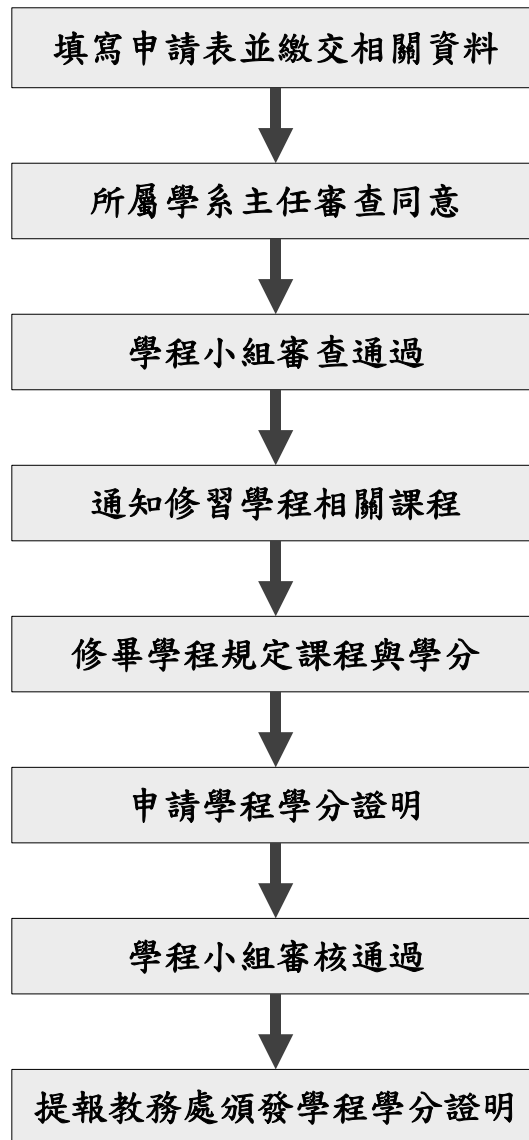 填寫申請表並繳交相關資料
所屬學系主任審查同意
學程小組審查通過
通知修習學程相關課程
修畢學程規定課程與學分
申請學程學分證明
學程小組審核通過
提報教務處頒發學程學分證明